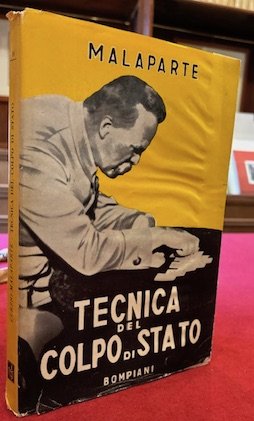 MALAPARTE
TECNICA
DEL
COLPO DI STATO
BOMPIANI